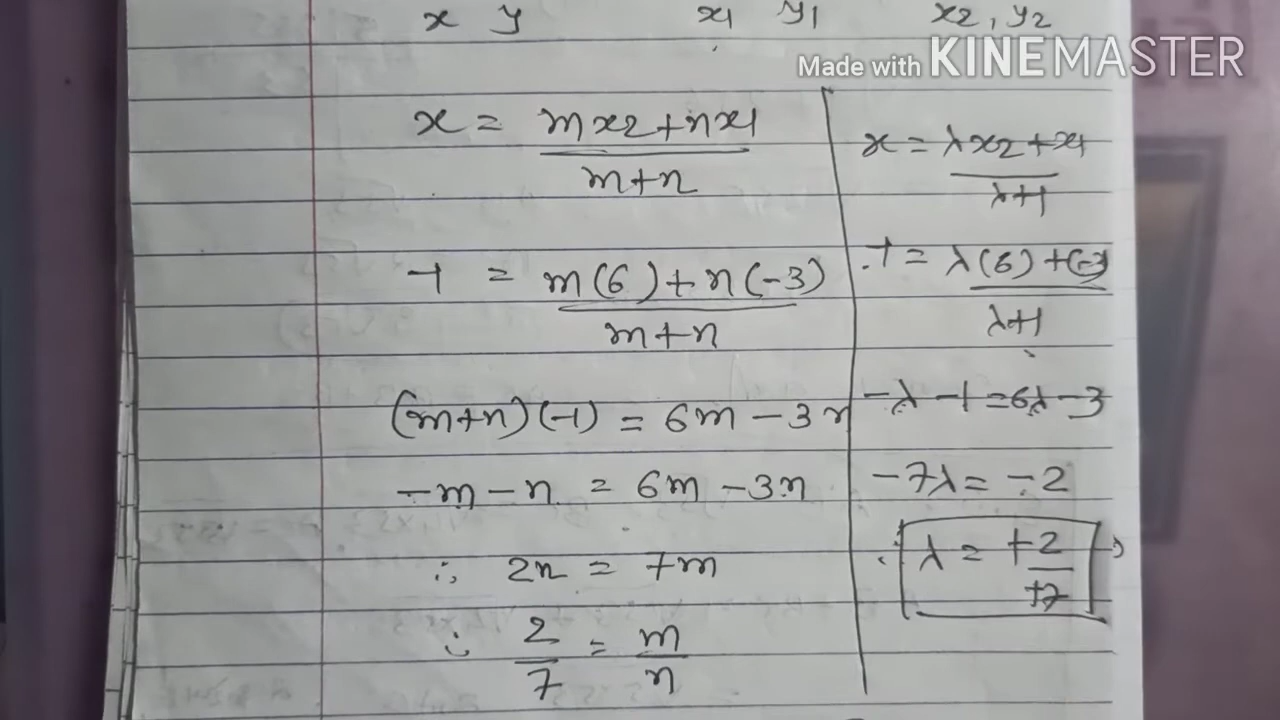 x y x1 y1 x2, y2
Made with KINEMASTER
x = mx2+nx1 / m+n
-1 = m(6)+n(-3) / m+n
(m+n)(-1) = 6m-3n
-m-n = 6m-3n
∴ 2n = 7m
∴ 2/7 = m/n
x = λx2+x1 / λ+1
-1 = λ(6)+(-3) / λ+1
-λ-1=6λ-3
-7λ = -2
∴ λ = +2/+7